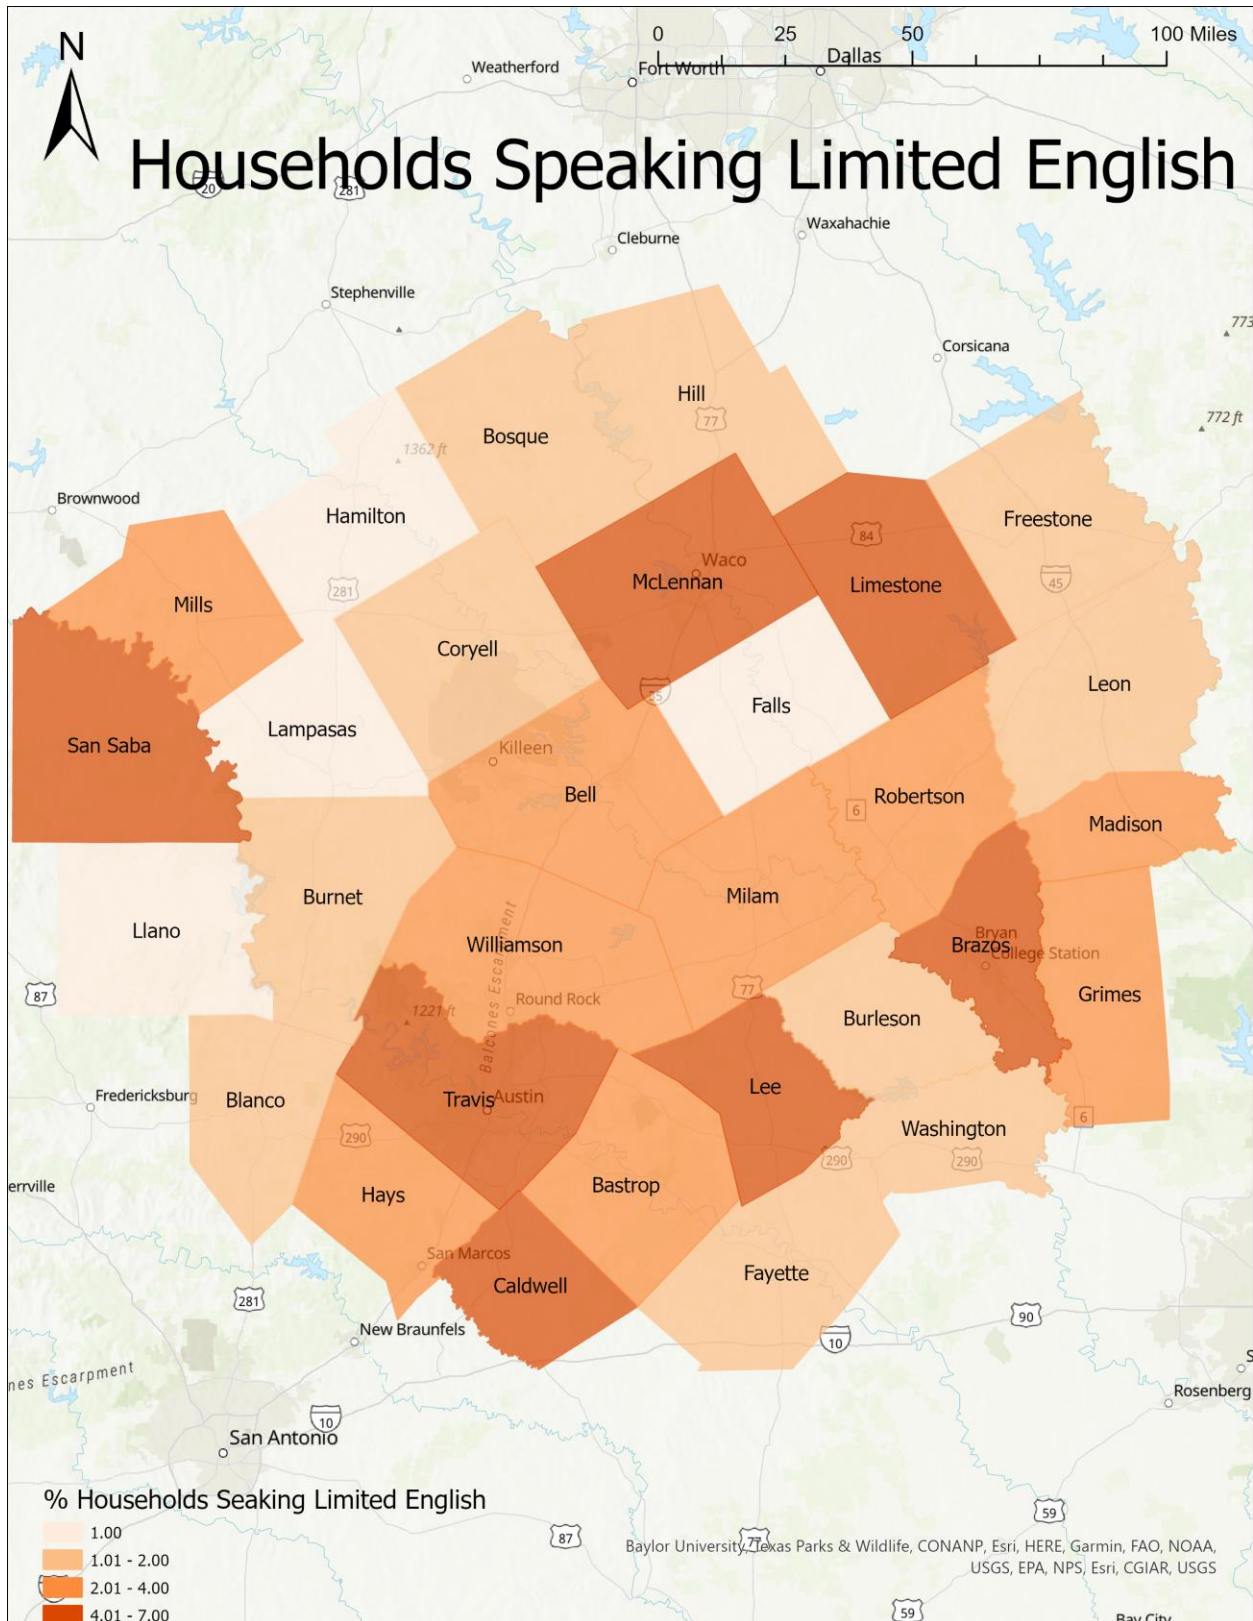 N
0 25 50 100 Miles
Weatherford
Fort Worth
Dallas
Households Speaking Limited English
20
281
Waxahachie
Cleburne
Stephenville
773
Corsicana
Hill
77
772 ft
Bosque
1362 ft
Brownwood
Hamilton
Freestone
84
Waco
McLennan
Limestone
45
281
Mills
Coryell
Leon
35
Falls
Lampasas
San Saba
Killeen
Bell
Robertson
6
Madison
Burnet
Milam
Llano
Williamson
Balcones Escarpment
Bryan
Brazos
College Station
87
77
Grimes
Round Rock
1221 ft
Burleson
Fredericksburg
Blanco
Travis
Austin
Lee
6
Washington
290
290
290
errville
Hays
Bastrop
San Marcos
Caldwell
Fayette
281
90
New Braunfels
10
nes Escarpment
S
Rosenberg
10
San Antonio
% Households Seaking Limited English
1.00
1.01 - 2.00
2.01 - 4.00
4.01 - 7.00
87
77
59
Baylor University, Texas Parks & Wildlife, CONANP, Esri, HERE, Garmin, FAO, NOAA,
USGS, EPA, NPS, Esri, CGIAR, USGS
59
Bay City